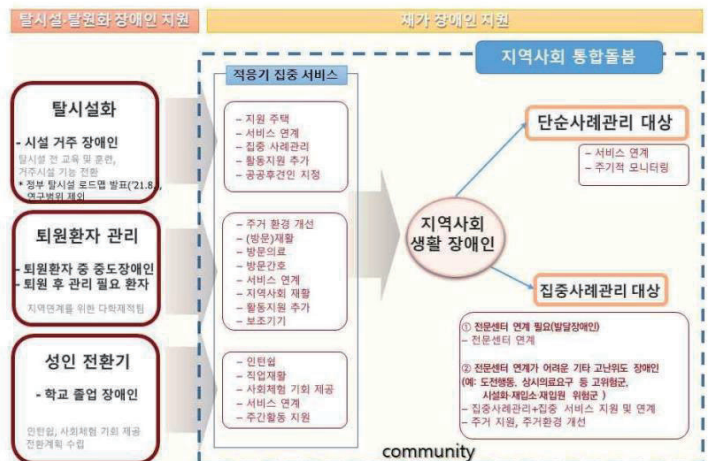 탈시설·탈원화 장애인 지원
재가 장애인 지원
지역사회 통합돌봄
적응기 집중 서비스
탈시설화
- 시설 거주 장애인
탈시설 전 교육 및 훈련,
거주시설 기능 전환
* 정부 탈시설 로드맵 발표('21.8.),
연구범위 제외
- 지원 주택
- 서비스 연계
- 집중 사례관리
- 활동지원 추가
- 공공후견인 지정
퇴원환자 관리
- 퇴원환자 중 중도장애인
- 퇴원 후 관리 필요 환자
지역연계를 위한 다학제적팀
- 주거 환경 개선
- (방문)재활
- 방문의료
- 방문간호
- 서비스 연계
- 지역사회 재활
- 활동지원 추가
- 보조기기
성인 전환기
- 학교 졸업 장애인
인턴쉽, 사회체험 기회 제공
전환계획 수립
- 인턴쉽
- 직업재활
- 사회체험 기회 제공
- 서비스 연계
- 주간활동 지원
지역사회
생활 장애인
단순사례관리 대상
- 서비스 연계
- 주기적 모니터링
집중사례관리 대상
① 전문센터 연계 필요(발달장애인)
- 전문센터 연계
② 전문센터 연계가 어려운 기타 고난위도 장애인
(예: 도전행동, 상시의료요구 등 고위험군,
시설화·재입소·재입원 위험군 )
- 집중사례관리+집중 서비스 지원 및 연계
- 주거 지원, 주거환경 개선
community